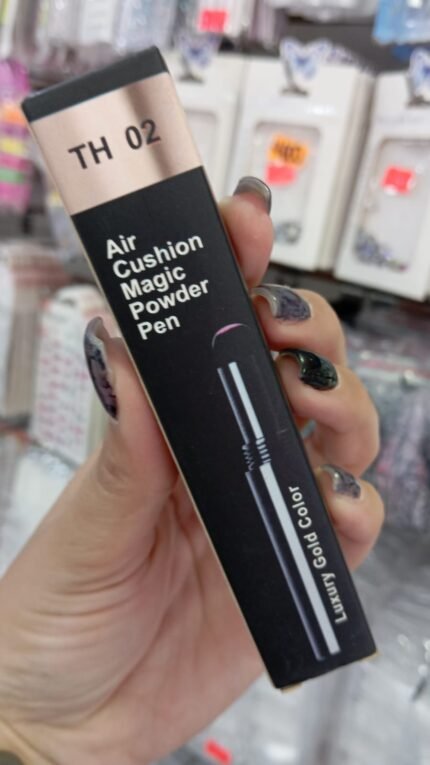 TH 02
Air
Cushion
Magic
Powder
Pen
Luxury Gold Color